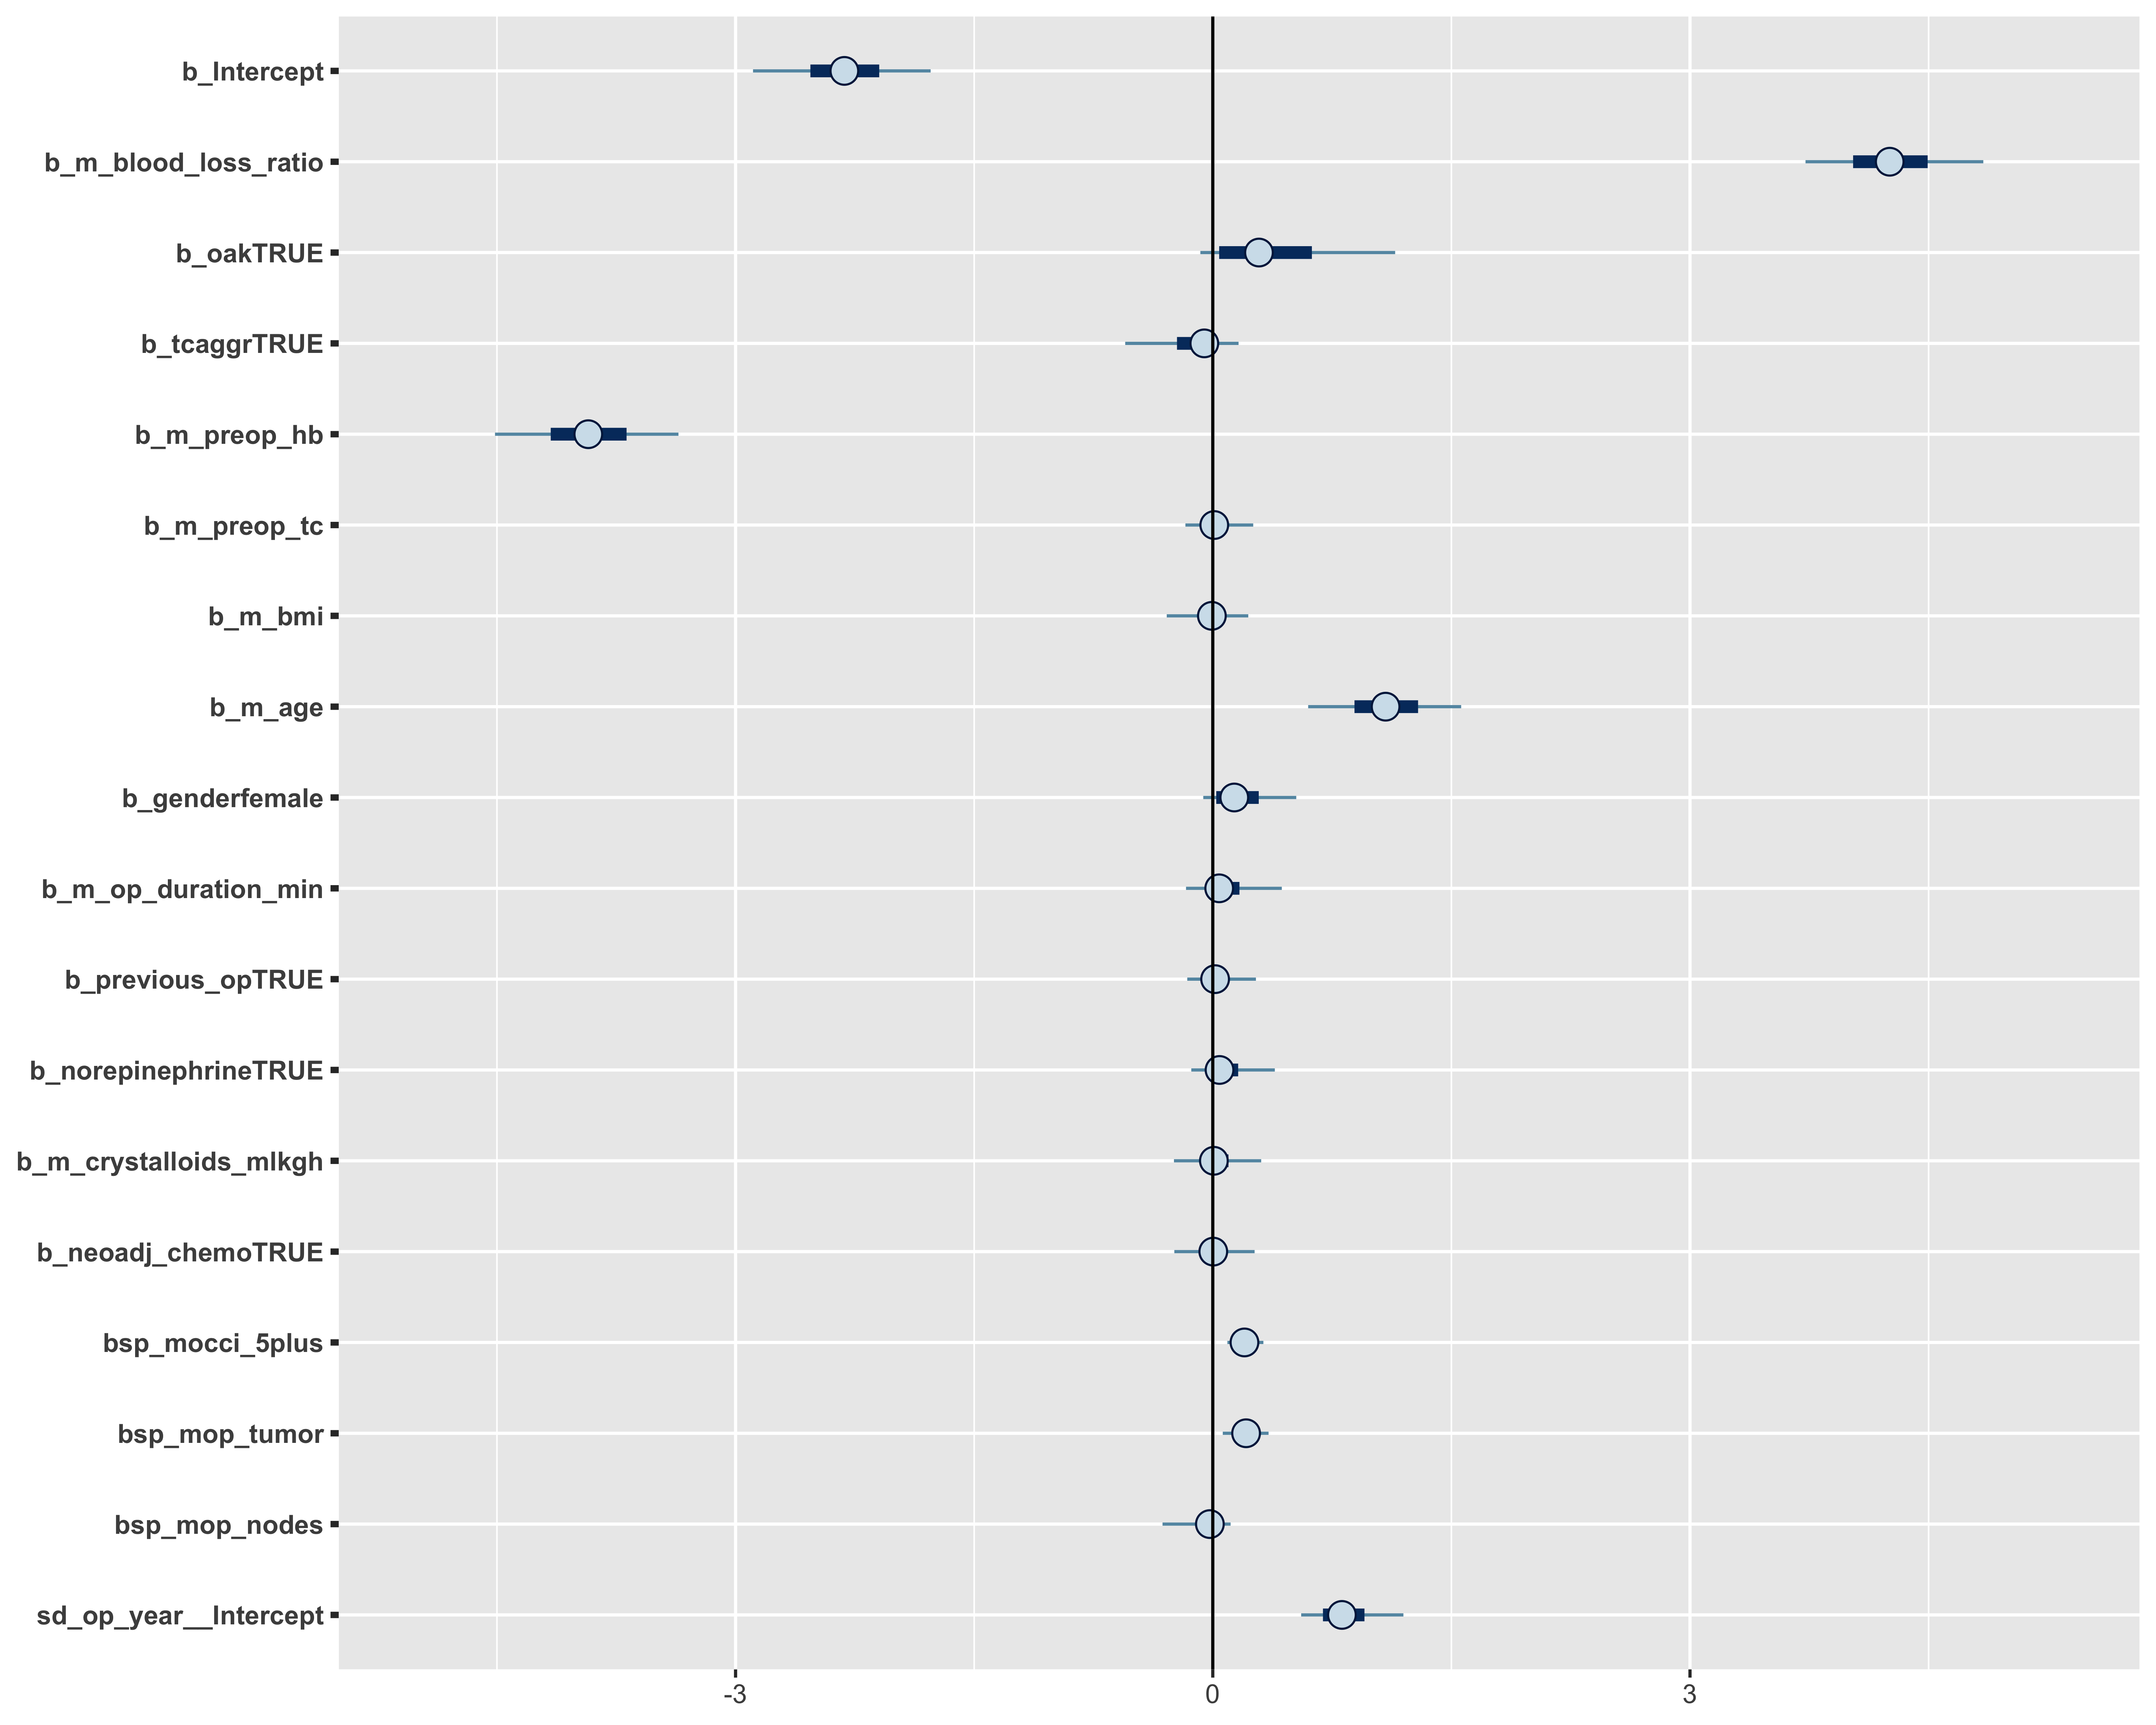 b_Intercept
b_m_blood_loss_ratio
b_oakTRUE
b_tcaggrTRUE
b_m_preop_hb
b_m_preop_tc
b_m_bmi
b_m_age
b_genderfemale
b_m_op_duration_min
b_previous_opTRUE
b_norepinephrineTRUE
b_m_crystalloids_mlkgh
b_neoadj_chemoTRUE
bsp_mocci_5plus
bsp_mop_tumor
bsp_mop_nodes
sd_op_year__Intercept
-3 0 3